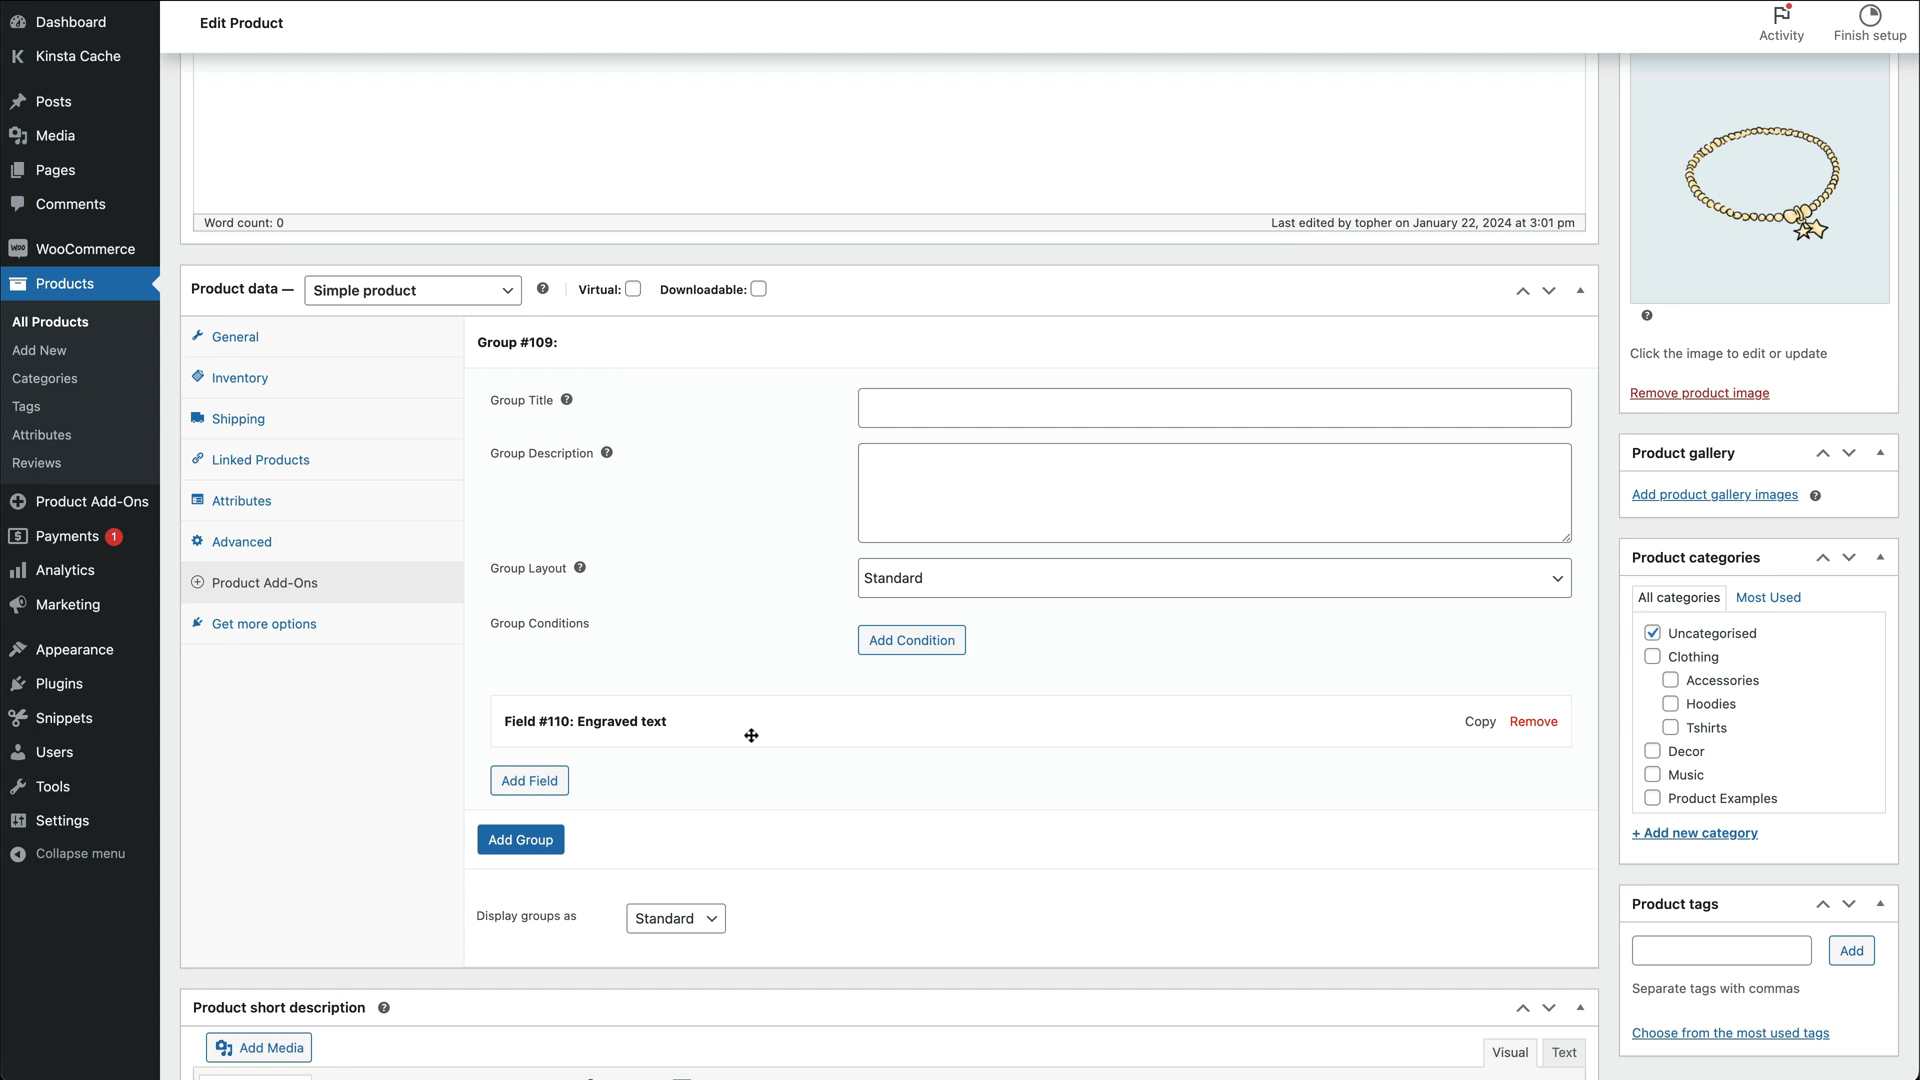 Dashboard
Kinsta Cache
Posts
Media
Pages
Comments
WooCommerce
Products
All Products
Add New
Categories
Tags
Attributes
Reviews
Product Add-Ons
Payments 1
Analytics
Marketing
Appearance
Plugins
Snippets
Users
Tools
Settings
Collapse menu
Edit Product
Activity
Finish setup
Word count: 0
Last edited by topher on January 22, 2024 at 3:01 pm
Product data —
Simple product
Virtual:
Downloadable:
General
Inventory
Shipping
Linked Products
Attributes
Advanced
Product Add-Ons
Get more options
Group #109:
Group Title
Group Description
Group Layout
Standard
Group Conditions
Add Condition
Field #110: Engraved text
Copy
Remove
Add Field
Add Group
Display groups as
Standard
Product short description
Add Media
Visual
Text
Click the image to edit or update
Remove product image
Product gallery
Add product gallery images
Product categories
All categories
Most Used
Uncategorised
Clothing
Accessories
Hoodies
Tshirts
Decor
Music
Product Examples
+ Add new category
Product tags
Add
Separate tags with commas
Choose from the most used tags